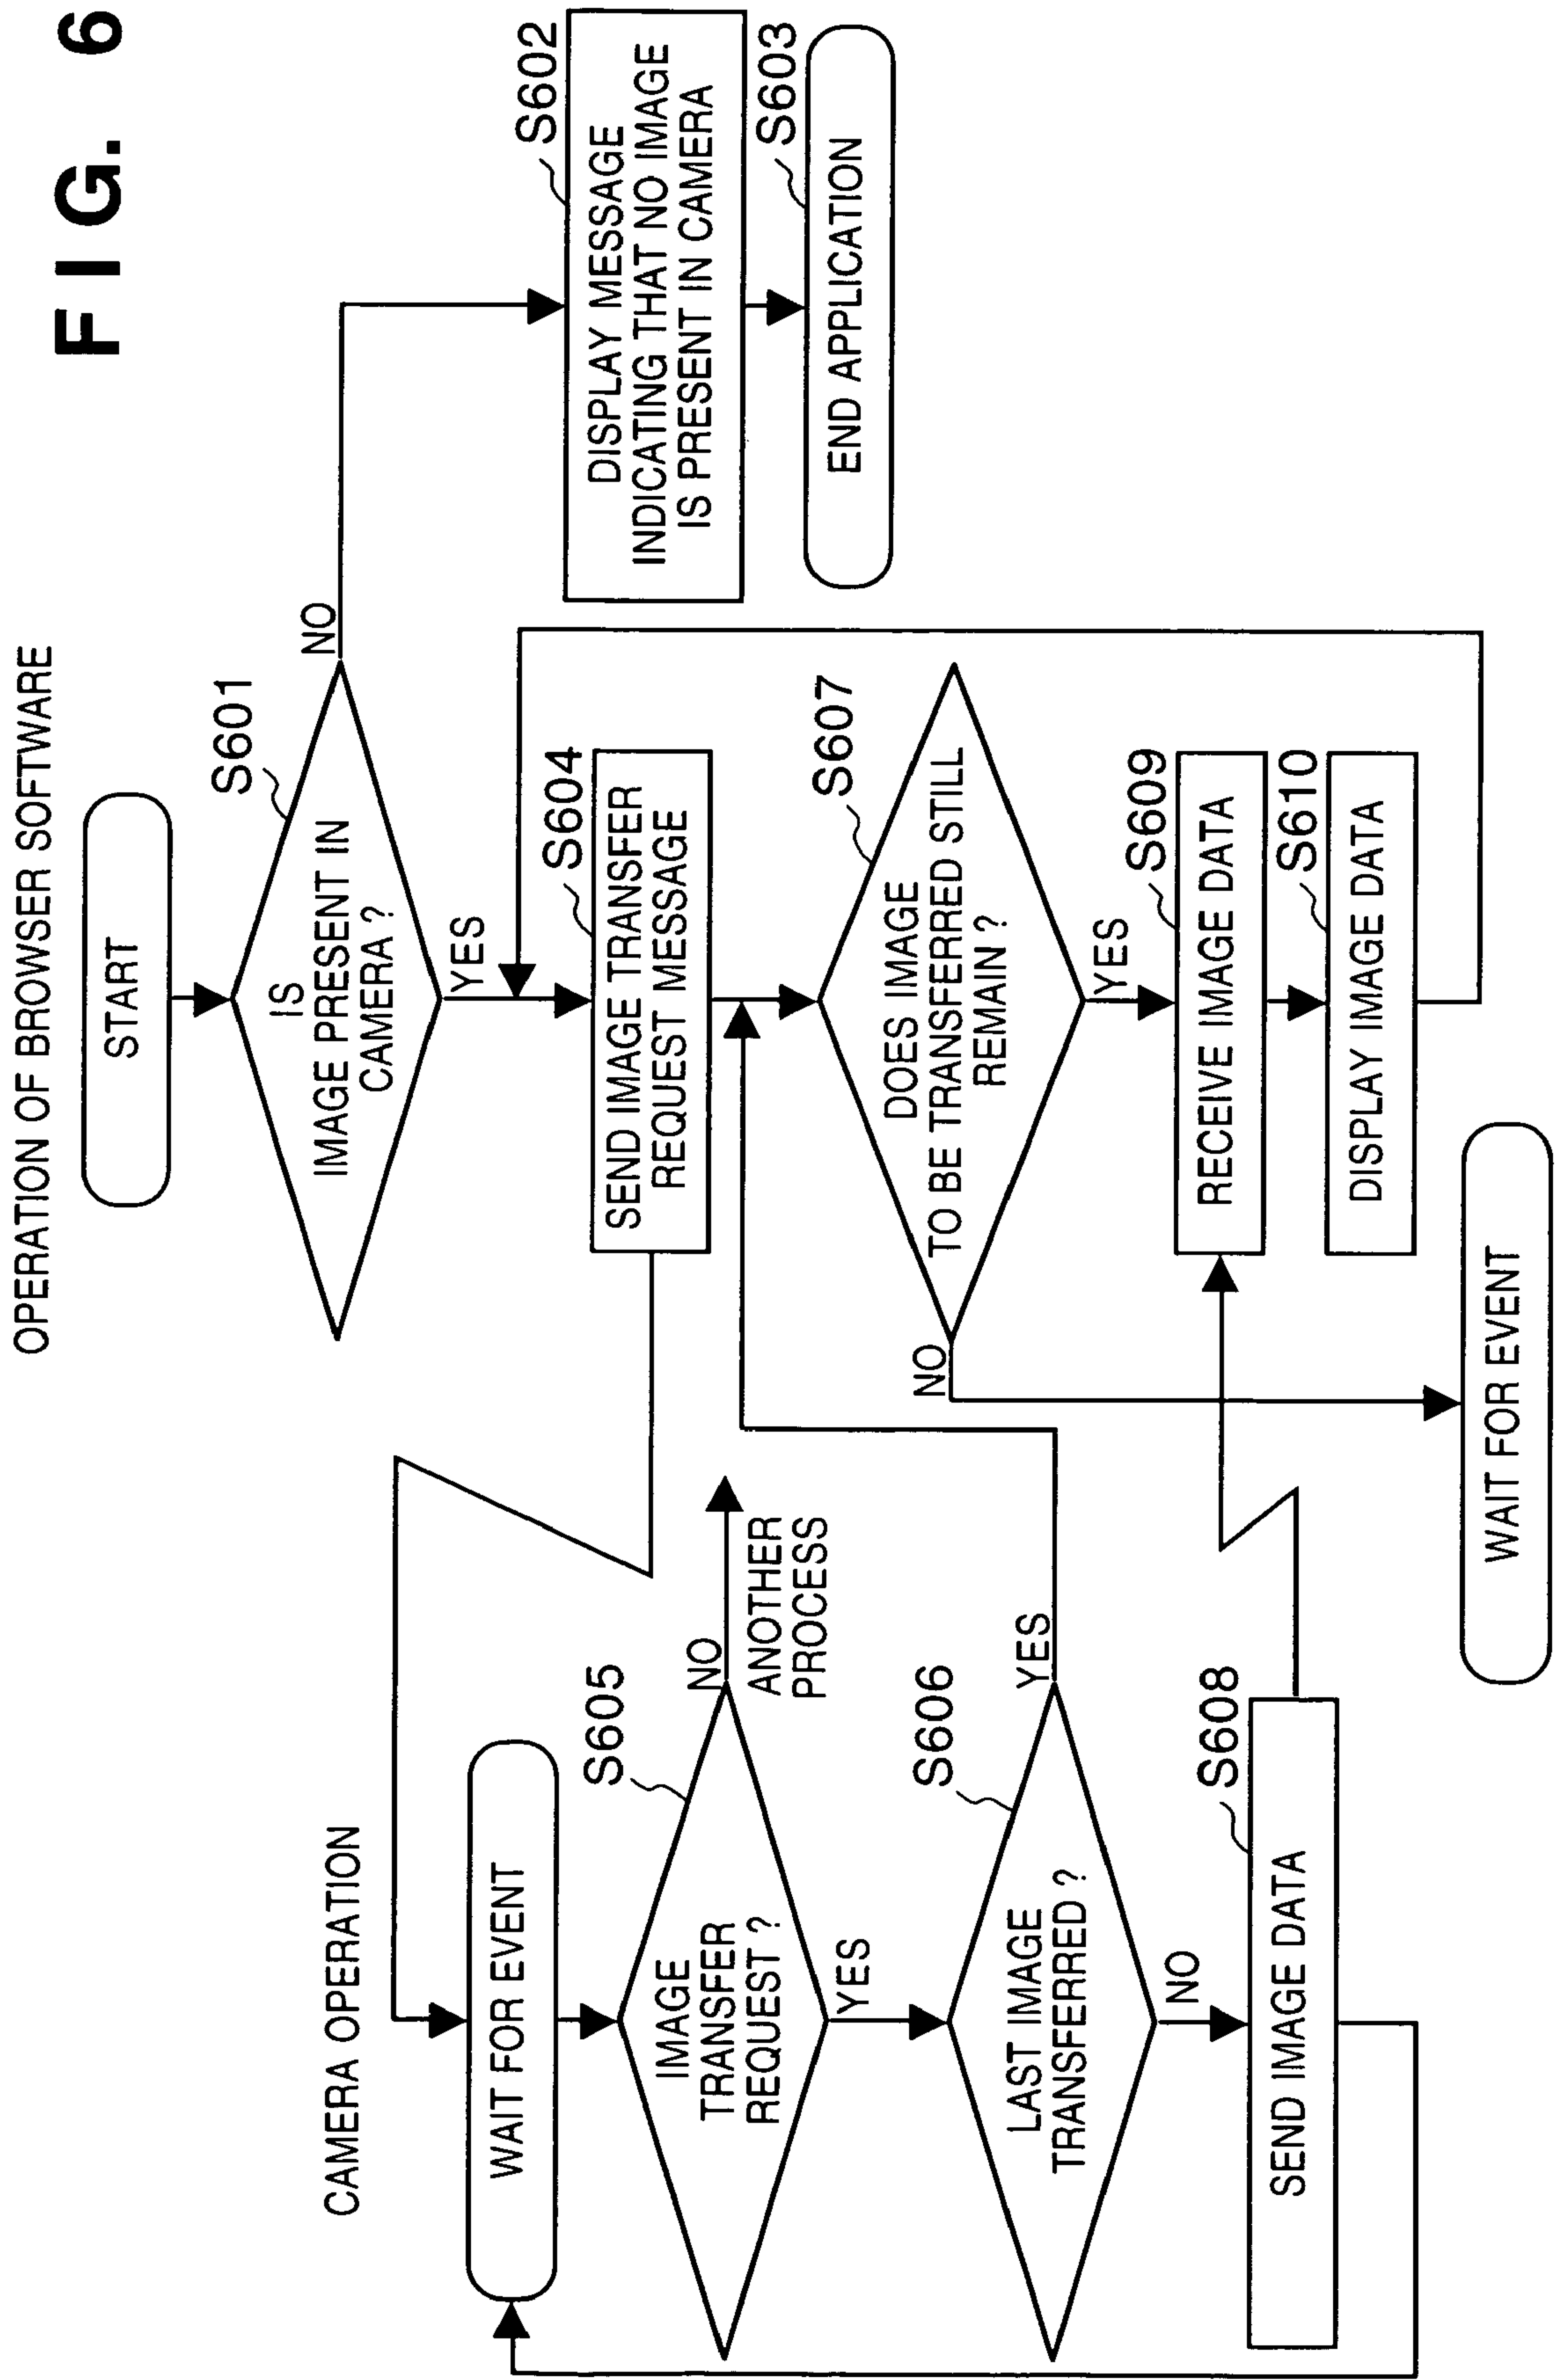 FIG. 6
OPERATION OF BROWSER SOFTWARE
START
S601
IS
IMAGE PRESENT IN
CAMERA ?
NO
YES
S602
DISPLAY MESSAGE
INDICATING THAT NO IMAGE
IS PRESENT IN CAMERA
S603
END APPLICATION
S604
SEND IMAGE TRANSFER
REQUEST MESSAGE
S607
DOES IMAGE
TO BE TRANSFERRED STILL
REMAIN ?
NO
YES
S609
RECEIVE IMAGE DATA
S610
DISPLAY IMAGE DATA
WAIT FOR EVENT
CAMERA OPERATION
WAIT FOR EVENT
S605
IMAGE
TRANSFER
REQUEST ?
NO
ANOTHER
PROCESS
YES
S606
LAST IMAGE
TRANSFERRED ?
YES
NO
S608
SEND IMAGE DATA